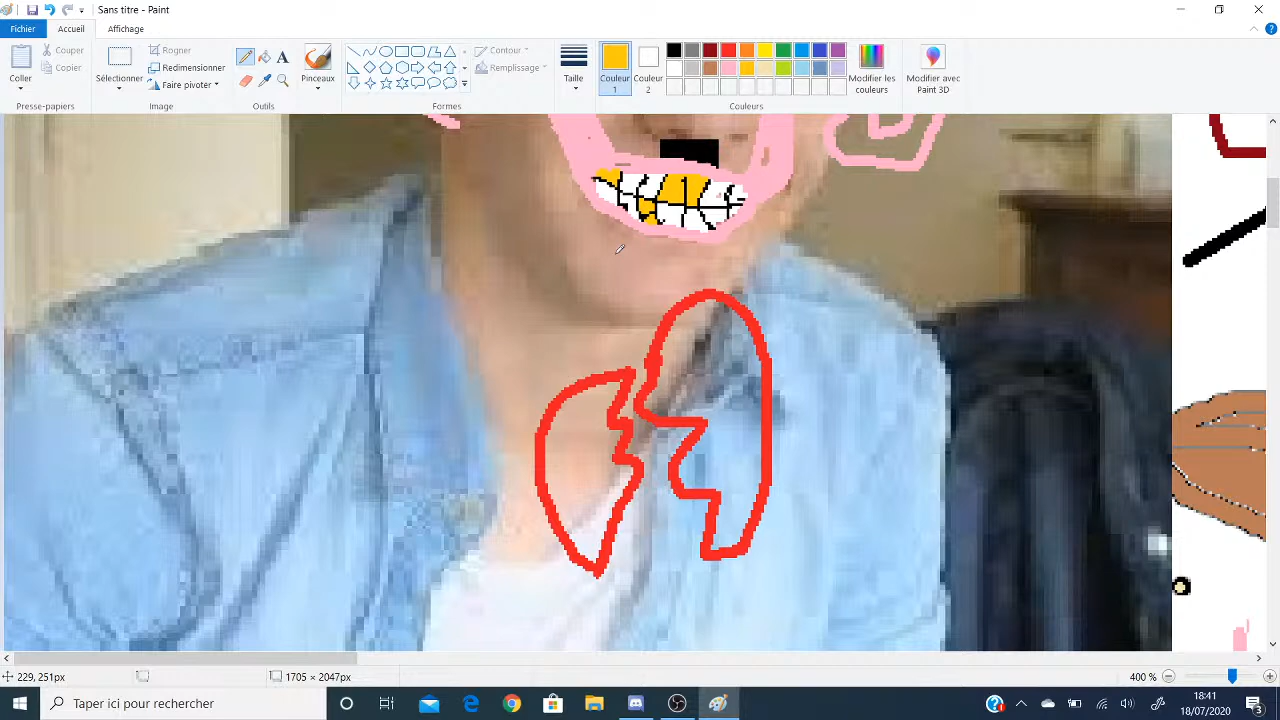 Sans titre - Paint
Fichier
Accueil
Affichage
Coller
Couper
Sélectionner
Rogner
Redimensionner
Faire pivoter
A
Pinceaux
Contour
Remplissage
Taille
Couleur 1
Couleur 2
Modifier les couleurs
Modifier avec Paint 3D
Presse-papiers
Image
Outils
Formes
Couleurs
229, 251px
1705 × 2047px
400 %
Taper ici pour rechercher
18:41
18/07/2020
3